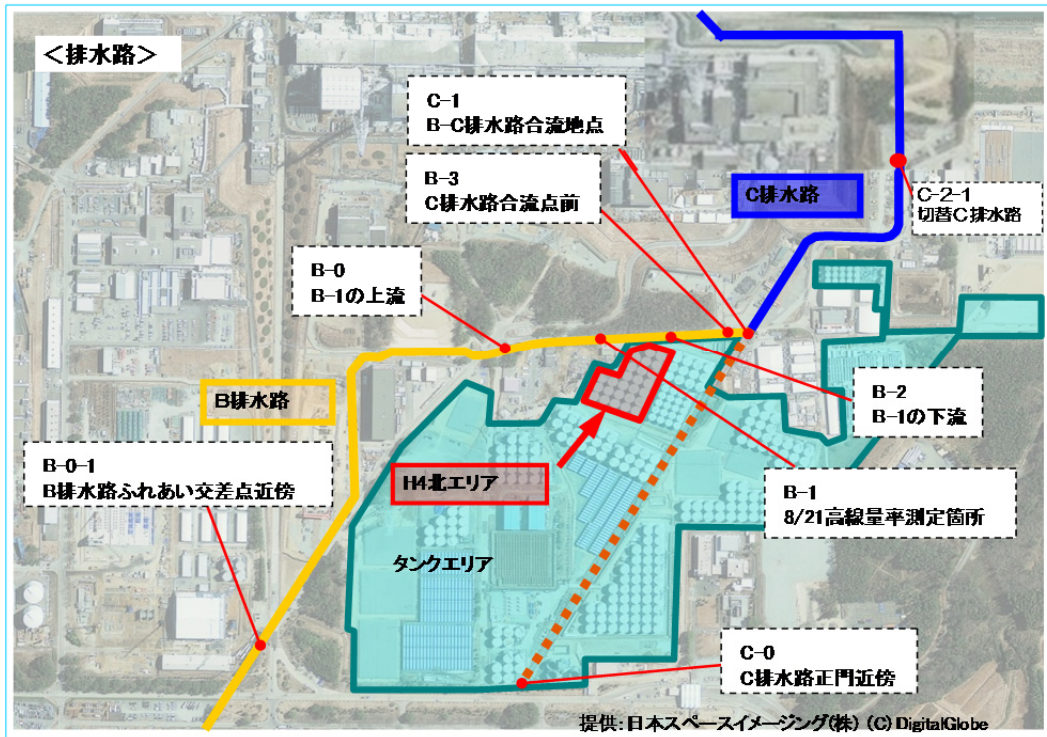 <排水路>
C-1
B-C排水路合流地点
B-3
C排水路合流点前
C排水路
C-2-1
切替C排水路
B-0
B-1の上流
B排水路
B-2
B-1の下流
B-0-1
B排水路ふれあい交差点近傍
H4北エリア
B-1
8/21高線量率測定箇所
タンクエリア
C-0
C排水路正門近傍
提供:日本スペースイメージング(株) (C) DigitalGlobe